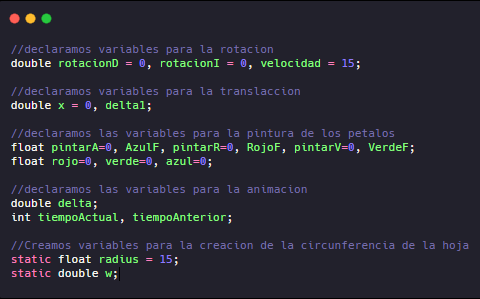 //declaramos variables para la rotacion
double rotacionD = 0, rotacionI = 0, velocidad = 15;
//declaramos variables para la translaccion
double x = 0, delta1;
//declaramos las variables para la pintura de los petalos
float pintarA=0, AzulF, pintarR=0, RojoF, pintarV=0, VerdeF;
float rojo=0, verde=0, azul=0;
//declaramos las variables para la animacion
double delta;
int tiempoActual, tiempoAnterior;
//Creamos variables para la creacion de la circunferencia de la hoja
static float radius = 15;
static double w;